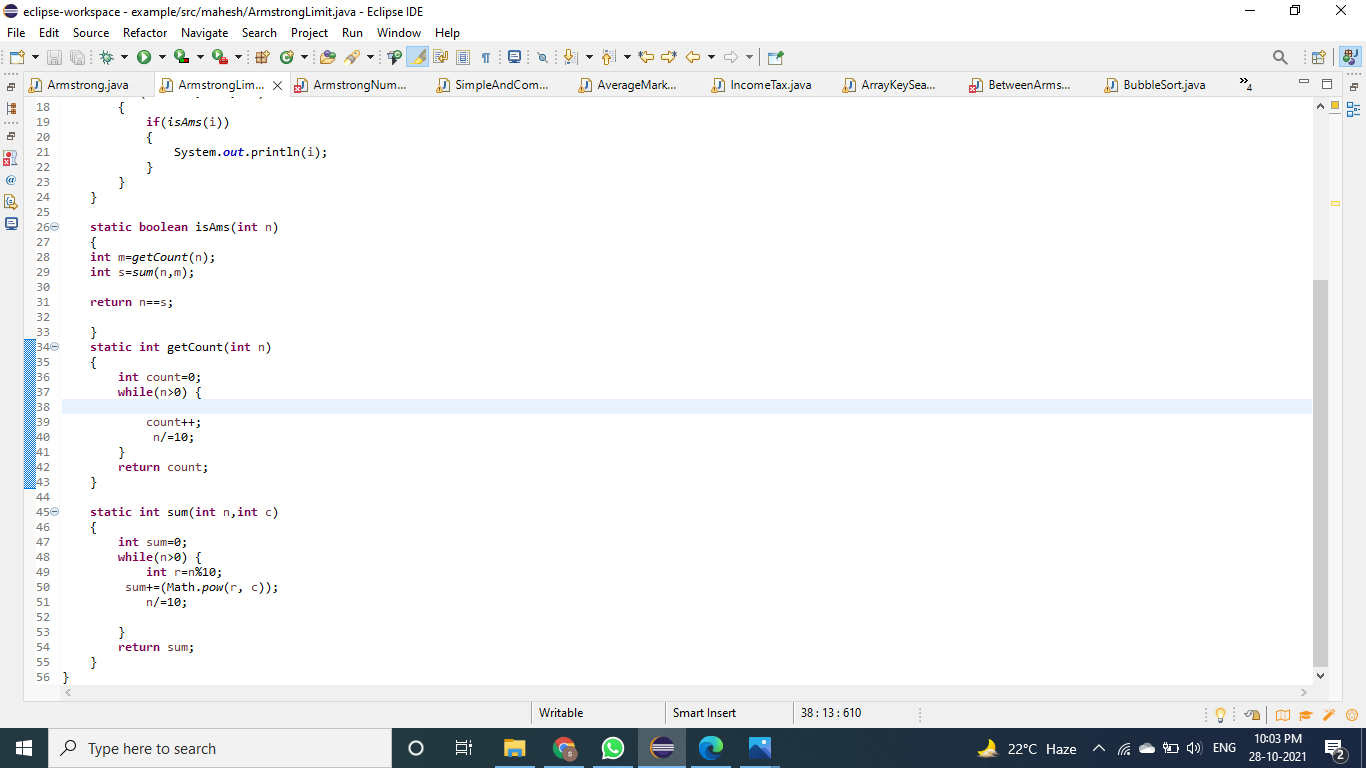 eclipse-workspace - example/src/mahesh/ArmstrongLimit.java - Eclipse IDE
File Edit Source Refactor Navigate Search Project Run Window Help
Armstrong.java ArmstrongLim... ArmstrongNum... SimpleAndCom... AverageMark... IncomeTax.java ArrayKeySea... BetweenArms... BubbleSort.java 4
18 {
19 if(isAms(i))
20 {
21 System.out.println(i);
22 }
23 }
24 }
25
26 static boolean isAms(int n)
27 {
28 int m=getCount(n);
29 int s=sum(n,m);
30
31 return n==s;
32
33 }
34 static int getCount(int n)
35 {
36 int count=0;
37 while(n>0) {
38
39 count++;
40 n/=10;
41 }
42 return count;
43 }
44
45 static int sum(int n,int c)
46 {
47 int sum=0;
48 while(n>0) {
49 int r=n%10;
50 sum+=(Math.pow(r, c));
51 n/=10;
52
53 }
54 return sum;
55 }
56 }
Writable Smart Insert 38 : 13 : 610
Type here to search
22°C Haze ENG
10:03 PM
28-10-2021
2